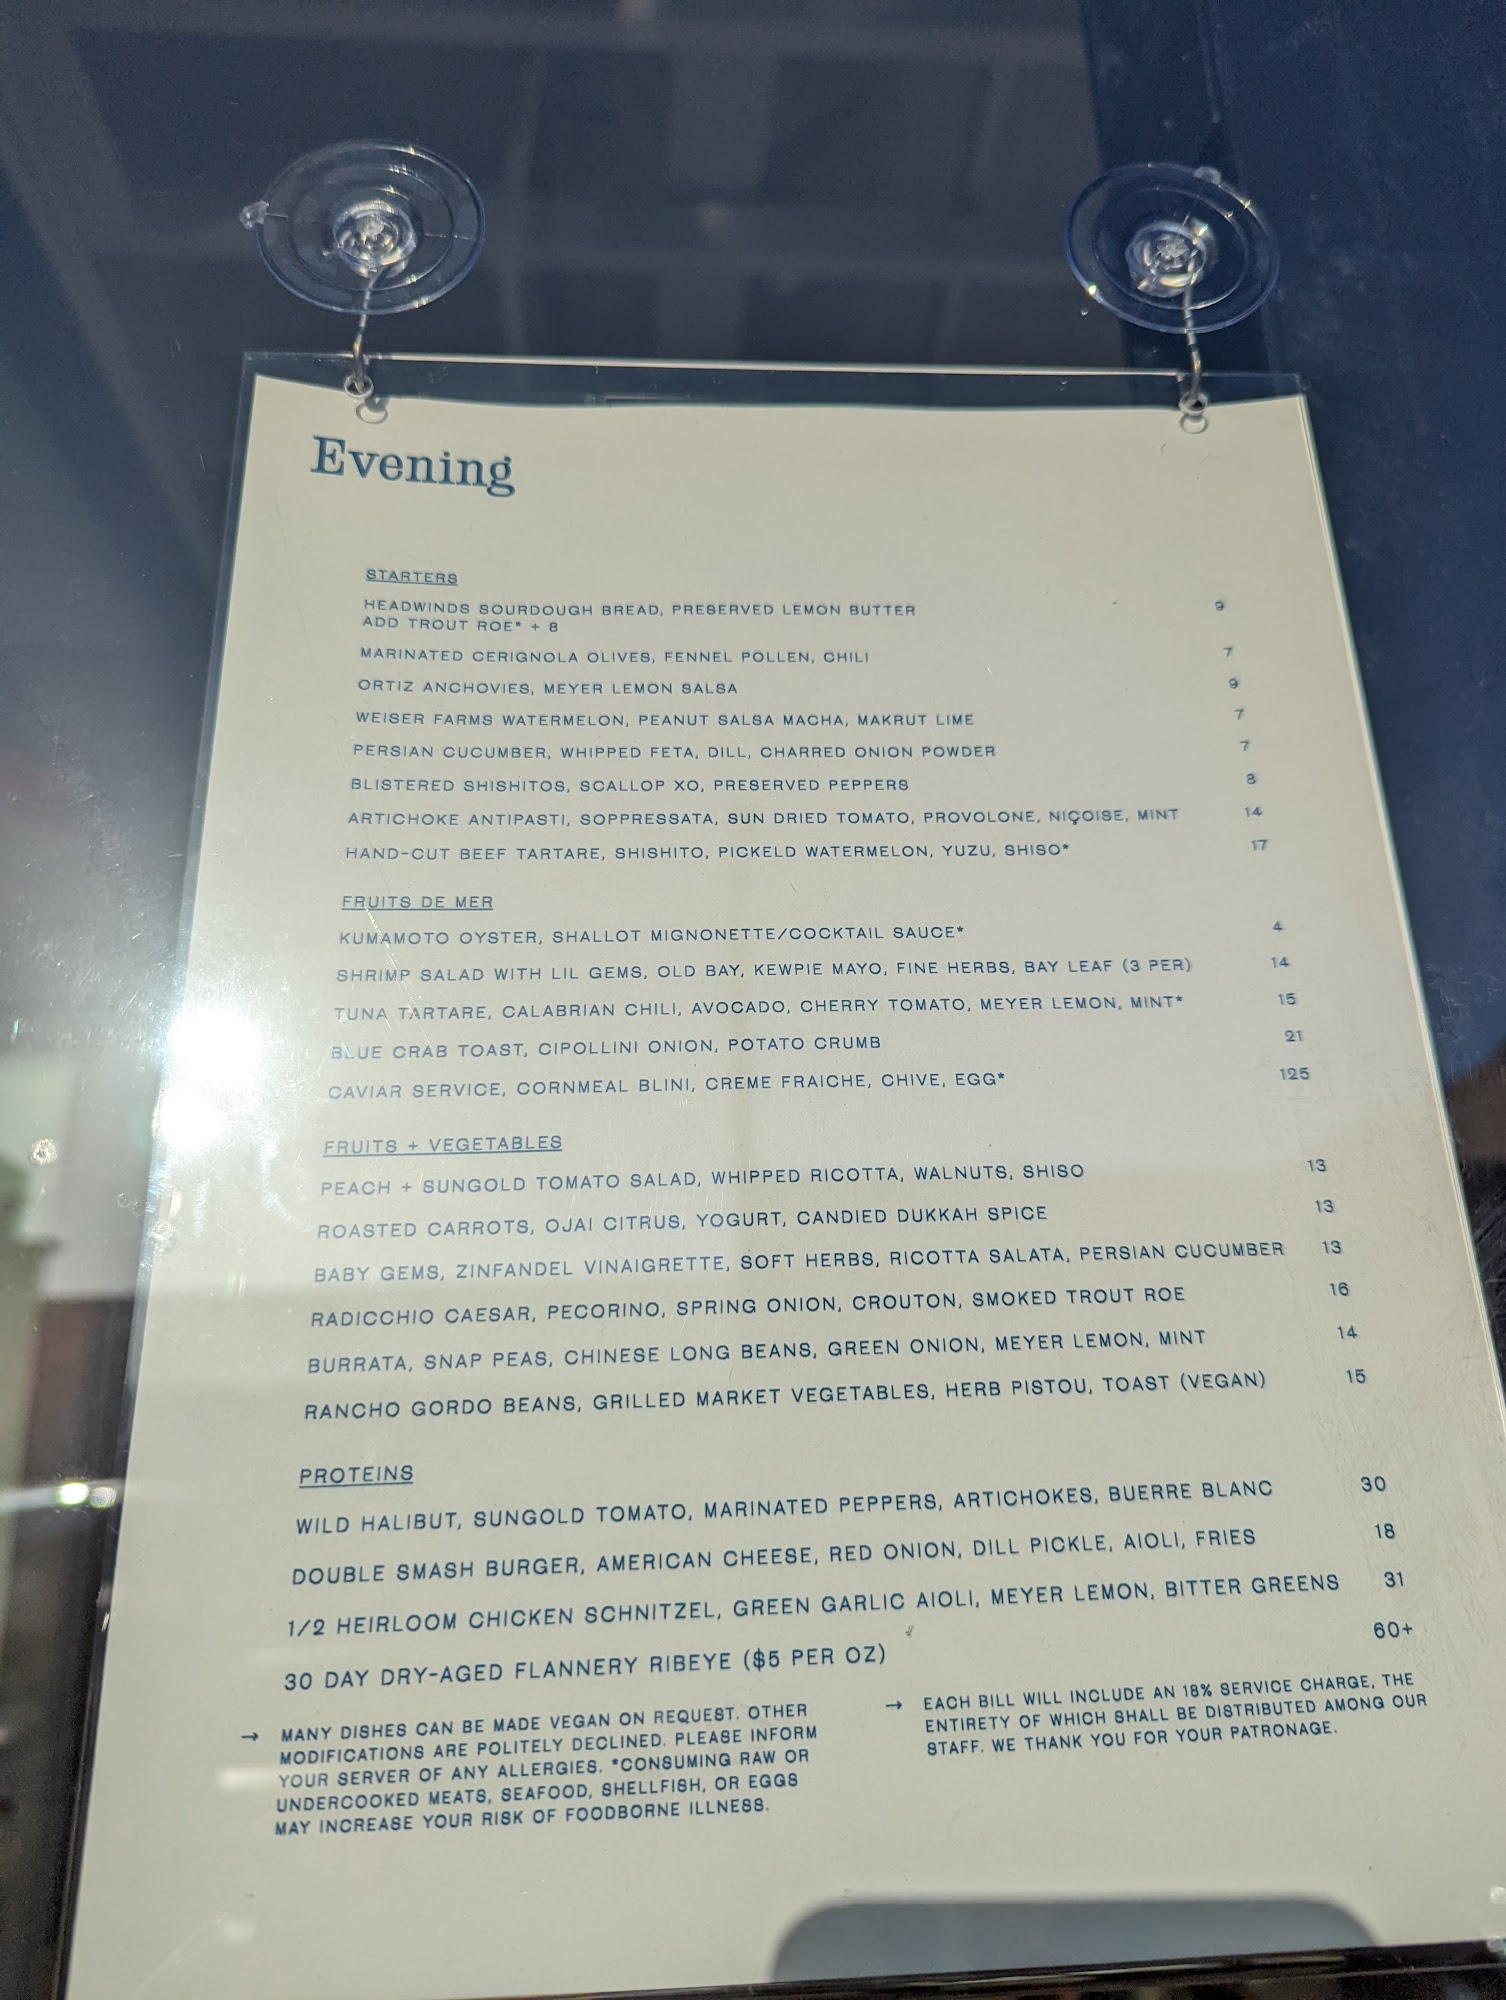 Evening
STARTERS
HEADWINDS SOURDOUGH BREAD, PRESERVED LEMON BUTTER 9
ADD TROUT ROE* + 8
MARINATED CERIGNOLA OLIVES, FENNEL POLLEN, CHILI 7
ORTIZ ANCHOVIES, MEYER LEMON SALSA 9
WEISER FARMS WATERMELON, PEANUT SALSA MACHA, MAKRUT LIME 7
PERSIAN CUCUMBER, WHIPPED FETA, DILL, CHARRED ONION POWDER 7
BLISTERED SHISHITOS, SCALLOP XO, PRESERVED PEPPERS 8
ARTICHOKE ANTIPASTI, SOPPRESSATA, SUN DRIED TOMATO, PROVOLONE, NIÇOISE, MINT 14
HAND-CUT BEEF TARTARE, SHISHITO, PICKELD WATERMELON, YUZU, SHISO* 17
FRUITS DE MER
KUMAMOTO OYSTER, SHALLOT MIGNONETTE/COCKTAIL SAUCE* 4
SHRIMP SALAD WITH LIL GEMS, OLD BAY, KEWPIE MAYO, FINE HERBS, BAY LEAF (3 PER) 14
TUNA TARTARE, CALABRIAN CHILI, AVOCADO, CHERRY TOMATO, MEYER LEMON, MINT* 15
BLUE CRAB TOAST, CIPOLLINI ONION, POTATO CRUMB 21
CAVIAR SERVICE, CORNMEAL BLINI, CREME FRAICHE, CHIVE, EGG* 125
FRUITS + VEGETABLES
PEACH + SUNGOLD TOMATO SALAD, WHIPPED RICOTTA, WALNUTS, SHISO 13
ROASTED CARROTS, OJAI CITRUS, YOGURT, CANDIED DUKKAH SPICE 13
BABY GEMS, ZINFANDEL VINAIGRETTE, SOFT HERBS, RICOTTA SALATA, PERSIAN CUCUMBER 13
RADICCHIO CAESAR, PECORINO, SPRING ONION, CROUTON, SMOKED TROUT ROE 16
BURRATA, SNAP PEAS, CHINESE LONG BEANS, GREEN ONION, MEYER LEMON, MINT 14
RANCHO GORDO BEANS, GRILLED MARKET VEGETABLES, HERB PISTOU, TOAST (VEGAN) 15
PROTEINS
WILD HALIBUT, SUNGOLD TOMATO, MARINATED PEPPERS, ARTICHOKES, BUERRE BLANC 30
DOUBLE SMASH BURGER, AMERICAN CHEESE, RED ONION, DILL PICKLE, AIOLI, FRIES 18
1/2 HEIRLOOM CHICKEN SCHNITZEL, GREEN GARLIC AIOLI, MEYER LEMON, BITTER GREENS 31
30 DAY DRY-AGED FLANNERY RIBEYE ($5 PER OZ) 60+
→ MANY DISHES CAN BE MADE VEGAN ON REQUEST. OTHER
MODIFICATIONS ARE POLITELY DECLINED. PLEASE INFORM
YOUR SERVER OF ANY ALLERGIES. *CONSUMING RAW OR
UNDERCOOKED MEATS, SEAFOOD, SHELLFISH, OR EGGS
MAY INCREASE YOUR RISK OF FOODBORNE ILLNESS.
→ EACH BILL WILL INCLUDE AN 18% SERVICE CHARGE, THE
ENTIRETY OF WHICH SHALL BE DISTRIBUTED AMONG OUR
STAFF. WE THANK YOU FOR YOUR PATRONAGE.